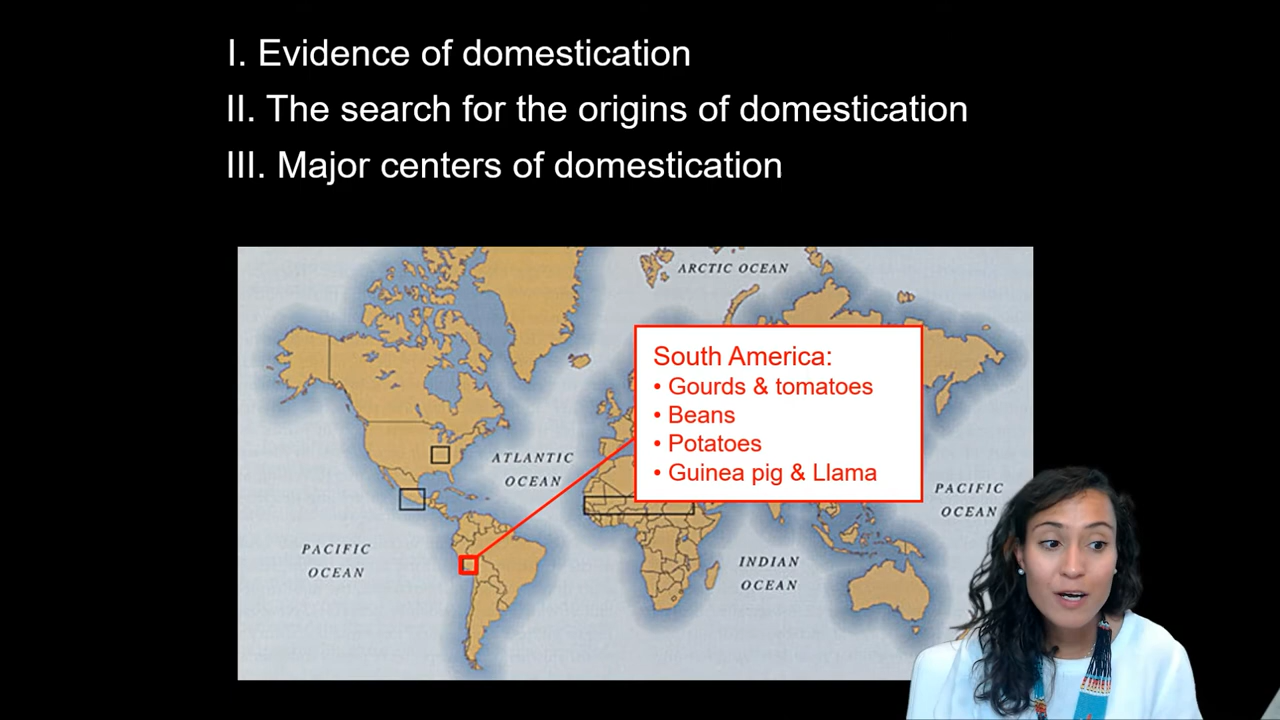 I. Evidence of domestication
II. The search for the origins of domestication
III. Major centers of domestication
ARCTIC OCEAN
South America:
• Gourds & tomatoes
• Beans
• Potatoes
• Guinea pig & Llama
ATLANTIC
OCEAN
PACIFIC
OCEAN
PACIFIC
OCEAN
INDIAN
OCEAN